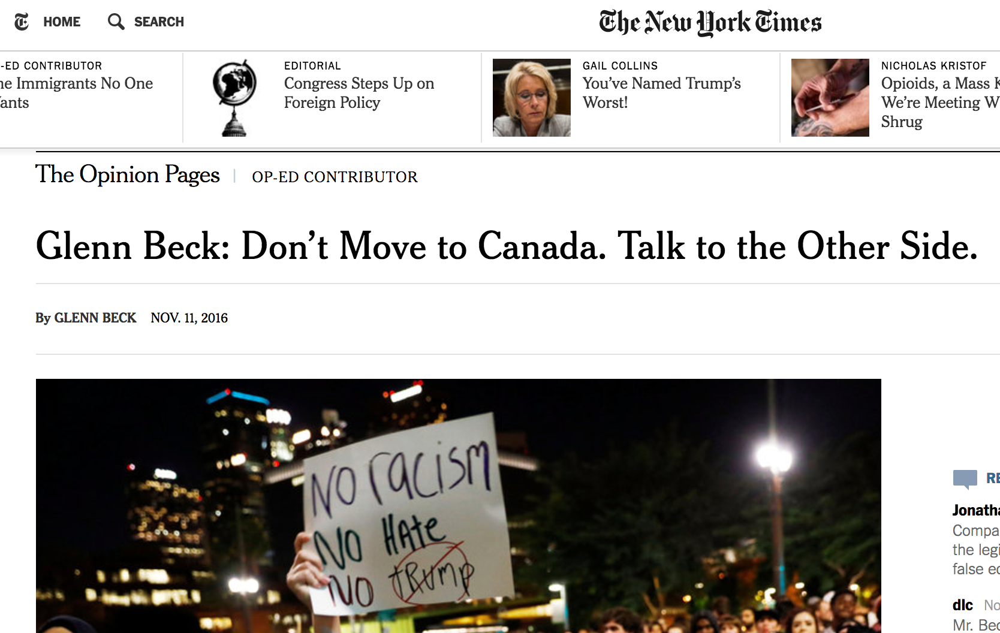 HOME
SEARCH
The New York Times
-ED CONTRIBUTOR
Immigrants No One
EDITORIAL
Congress Steps Up on
Foreign Policy
GAIL COLLINS
You've Named Trump's
Worst!
NICHOLAS KRISTOF
Opioids, a Mass
We're Meeting
Shrug
The Opinion Pages | OP-ED CONTRIBUTOR
Glenn Beck: Don't Move to Canada. Talk to the Other Side.
By GLENN BECK NOV. 11, 2016
No racism
No Hate
No tRump
Compa
the legi
false
dlc
Mr.